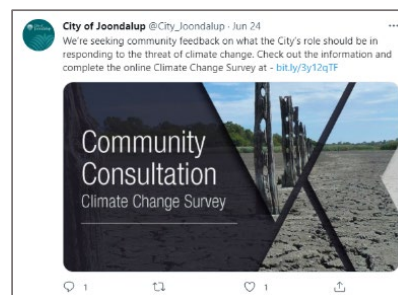 City of Joondalup @City_Joondalup · Jun 24
We're seeking community feedback on what the City's role should be in
responding to the threat of climate change. Check out the information and
complete the online Climate Change Survey at - bit.ly/3y12qTF
Community
Consultation
Climate Change Survey
1
1